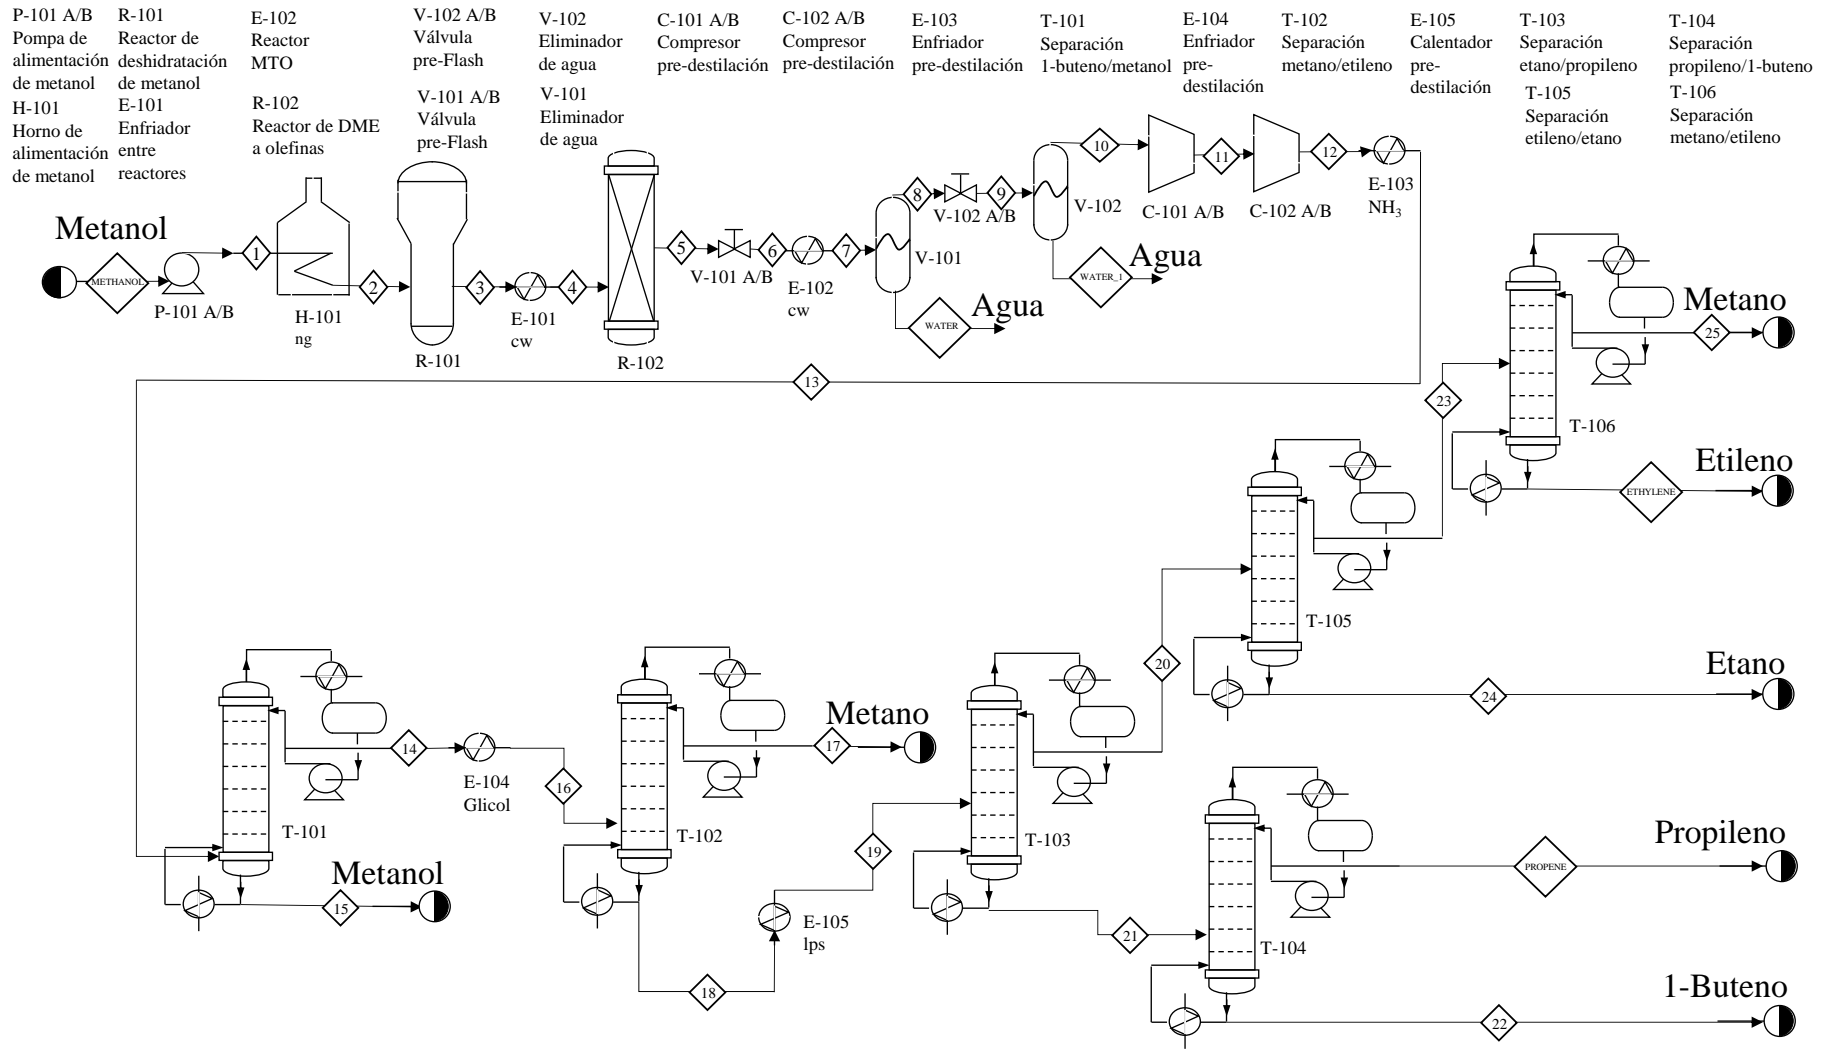 P-101 A/B
Pompa de
alimentación
de metanol
H-101
Horno de
alimentación
de metanol
R-101
Reactor de
deshidratación
de metanol
E-101
Enfriador
entre
reactores
E-102
Reactor
MTO
R-102
Reactor de DME
a olefinas
V-102 A/B
Válvula
pre-Flash
V-101 A/B
Válvula
pre-Flash
V-102
Eliminador
de agua
V-101
Eliminador
de agua
C-101 A/B
Compresor
pre-destilación
C-102 A/B
Compresor
pre-destilación
E-103
Enfriador
pre-destilación
T-101
Separación
1-buteno/metanol
E-104
Enfriador
pre-
destilación
T-102
Separación
metano/etileno
E-105
Calentador
pre-
destilación
T-103
Separación
etano/propileno
T-105
Separación
etileno/etano
T-104
Separación
propileno/1-buteno
T-106
Separación
metano/etileno
Metanol
METHANOL
P-101 A/B
1
H-101
ng
2
R-101
3
E-101
cw
4
R-102
5
V-101 A/B
6
E-102
cw
7
V-101
WATER
Agua
8
V-102 A/B
9
V-102
WATER_1
Agua
10
C-101 A/B
11
C-102 A/B
12
E-103
NH₃
13
T-101
14
Metanol
15
E-104
Glicol
16
T-102
Metano
17
18
E-105
lps
19
T-103
20
21
T-104
Propileno
PROPENE
1-Buteno
22
T-105
23
Etano
24
T-106
Metano
25
Etileno
ETHYLENE